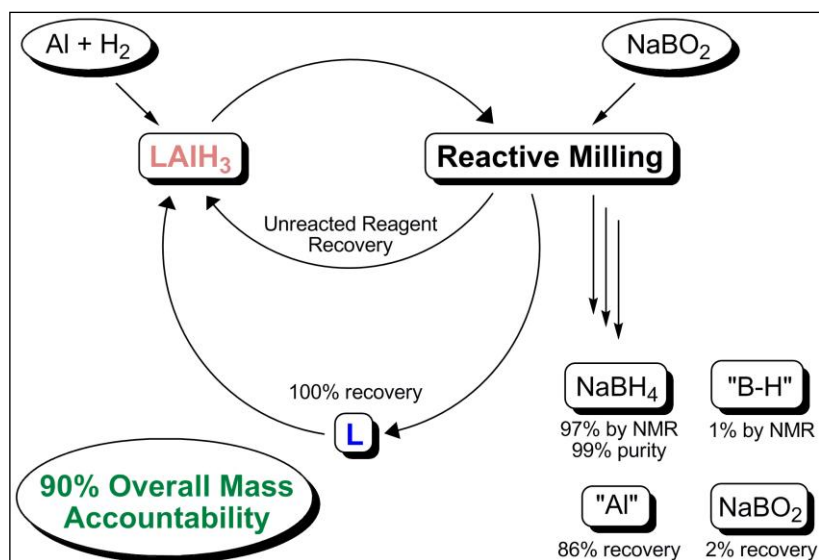 Al + H₂
NaBO₂
LAlH₃
Reactive Milling
Unreacted Reagent
Recovery
100% recovery
L
NaBH₄
"B-H"
97% by NMR
99% purity
1% by NMR
90% Overall Mass
Accountability
"Al"
NaBO₂
86% recovery
2% recovery